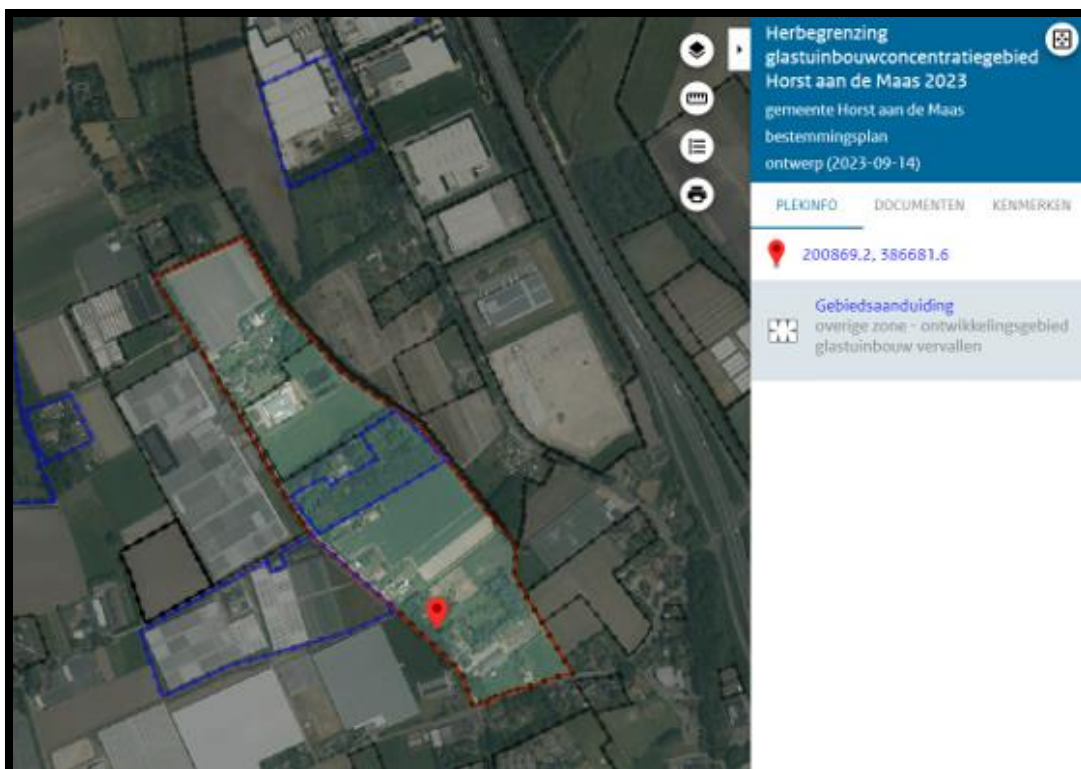 Herbegrenzing
glastuinbouwconcentratiegebied
Horst aan de Maas 2023
gemeente Horst aan de Maas
bestemmingsplan
ontwerp (2023-09-14)
PLEKINFO DOCUMENTEN KENMERKEN
200869.2, 386681.6
Gebiedsaanduiding
overige zone - ontwikkelingsgebied
glastuinbouw vervallen